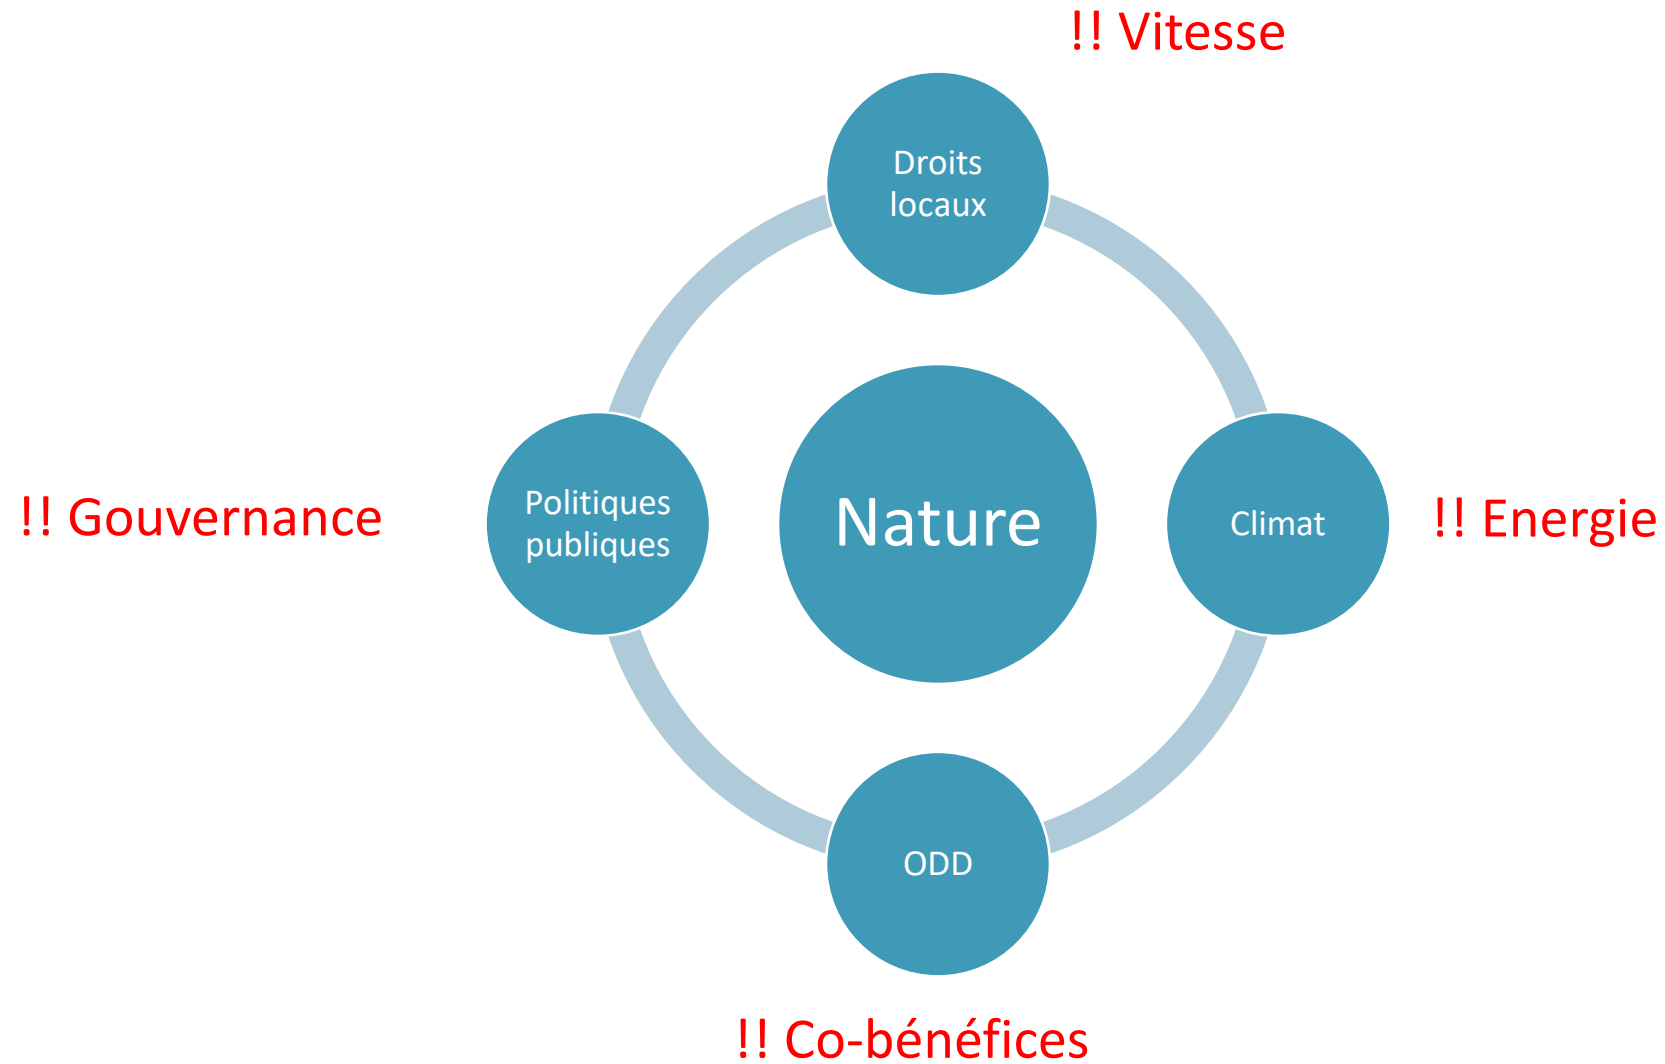 !! Vitesse
Droits
locaux
!! Gouvernance
Politiques
publiques
Nature
Climat
!! Energie
ODD
!! Co-bénéfices